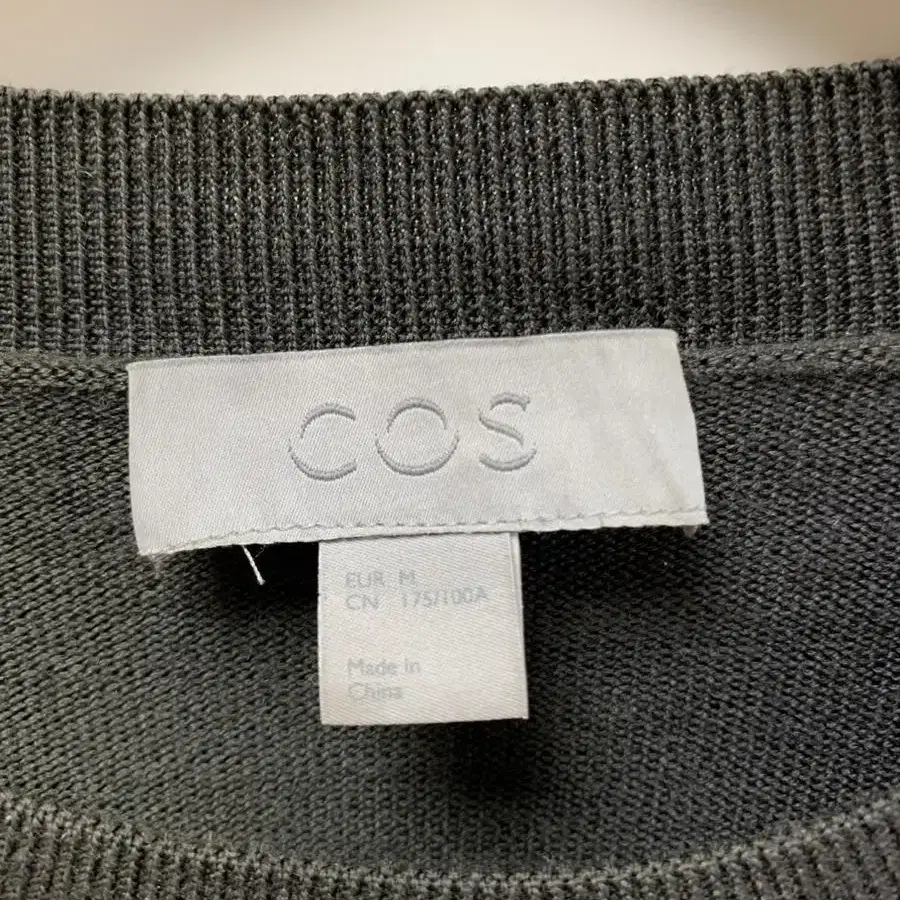 COS
EUR M
CN 175/100A
Made in
China